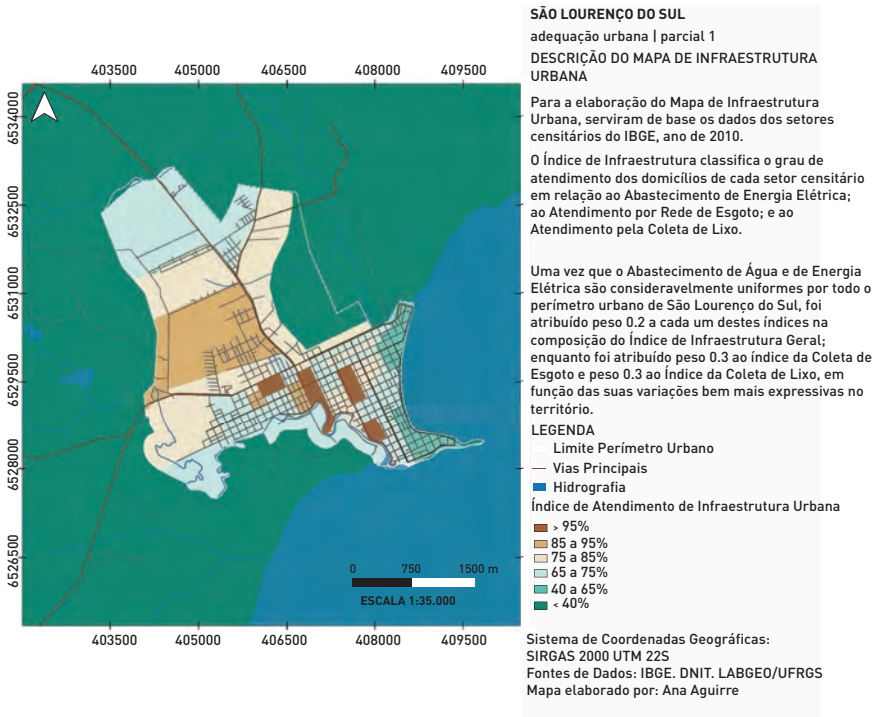 SÃO LOURENÇO DO SUL
adequação urbana | parcial 1
DESCRIÇÃO DO MAPA DE INFRAESTRUTURA
URBANA
Para a elaboração do Mapa de Infraestrutura
Urbana, serviram de base os dados dos setores
censitários do IBGE, ano de 2010.
O Índice de Infraestrutura classifica o grau de
atendimento dos domicílios de cada setor censitário
em relação ao Abastecimento de Energia Elétrica;
ao Atendimento por Rede de Esgoto; e ao
Atendimento pela Coleta de Lixo.
Uma vez que o Abastecimento de Água e de Energia
Elétrica são consideravelmente uniformes por todo o
perímetro urbano de São Lourenço do Sul, foi
atribuído peso 0.2 a cada um destes índices na
composição do Índice de Infraestrutura Geral;
enquanto foi atribuído peso 0.3 ao índice da Coleta de
Esgoto e peso 0.3 ao Índice da Coleta de Lixo, em
função das suas variações bem mais expressivas no
território.
LEGENDA
Limite Perímetro Urbano
Vias Principais
Hidrografia
Índice de Atendimento de Infraestrutura Urbana
> 95%
85 a 95%
75 a 85%
65 a 75%
40 a 65%
< 40%
Sistema de Coordenadas Geográficas:
SIRGAS 2000 UTM 22S
Fontes de Dados: IBGE. DNIT. LABGEO/UFRGS
Mapa elaborado por: Ana Aguirre
403500 405000 406500 408000 409500
6534000
6532500
6531000
6529500
6528000
6526500
0 750 1500 m
ESCALA 1:35.000
403500 405000 406500 408000 409500